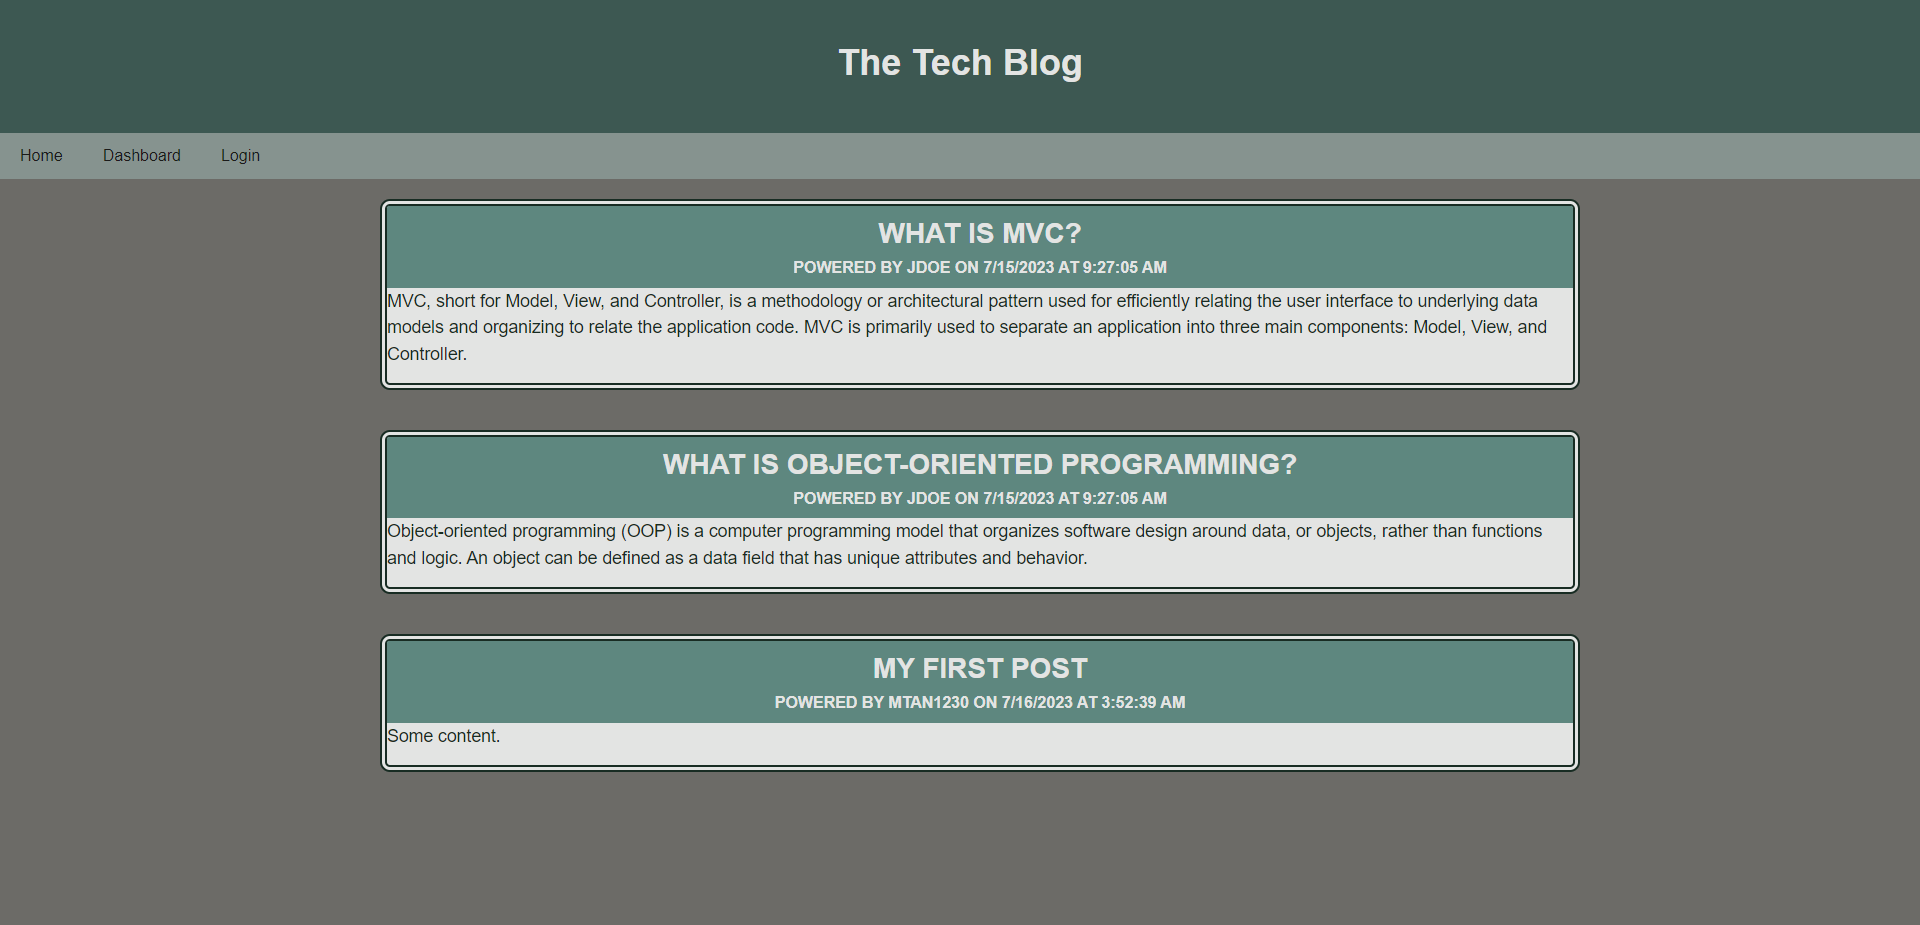 The Tech Blog
Home Dashboard Login
WHAT IS MVC?
POWERED BY JDOE ON 7/15/2023 AT 9:27:05 AM
MVC, short for Model, View, and Controller, is a methodology or architectural pattern used for efficiently relating the user interface to underlying data
models and organizing to relate the application code. MVC is primarily used to separate an application into three main components: Model, View, and
Controller.
WHAT IS OBJECT-ORIENTED PROGRAMMING?
POWERED BY JDOE ON 7/15/2023 AT 9:27:05 AM
Object-oriented programming (OOP) is a computer programming model that organizes software design around data, or objects, rather than functions
and logic. An object can be defined as a data field that has unique attributes and behavior.
MY FIRST POST
POWERED BY MTAN1230 ON 7/16/2023 AT 3:52:39 AM
Some content.